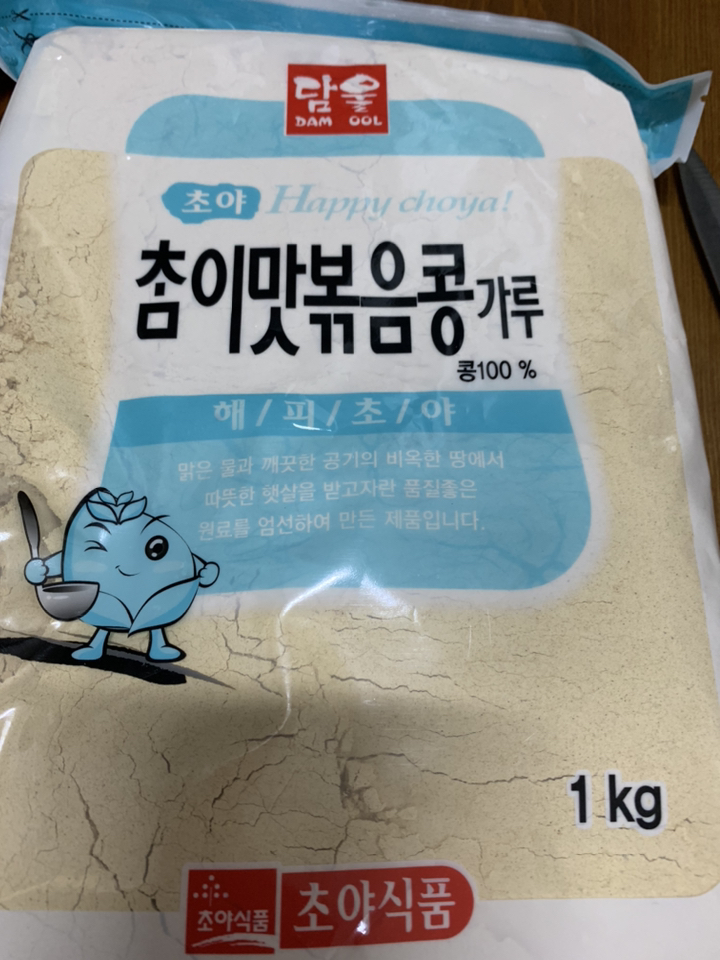 담울
DAM OOL
초야 Happy choya!
참이맛볶음콩가루
콩100 %
해/피/초/야
맑은 물과 깨끗한 공기의 비옥한 땅에서
따뜻한 햇살을 받고자란 품질좋은
원료를 엄선하여 만든 제품입니다.
1 kg
초야식품 초야식품